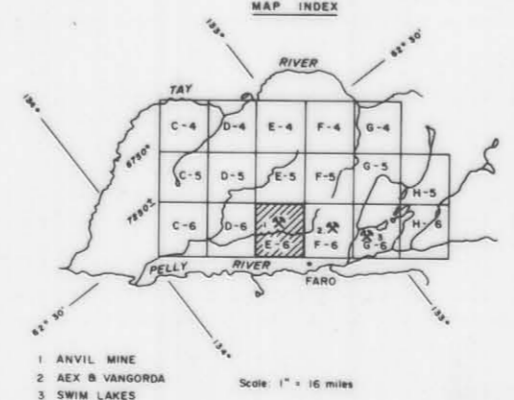 MAP INDEX
133°
62° 30'
RIVER
TAY
134°
C-4 D-4 E-4 F-4 G-4
C-5 D-5 E-5 F-5 G-5
H-5
C-6 D-6 1 E-6 2 F-6 3 G-6 H-6
PELLY RIVER
FARO
62° 30'
134°
133°
1 ANVIL MINE
2 AEX & VANGORDA
3 SWIM LAKES
Scale: 1" = 16 miles